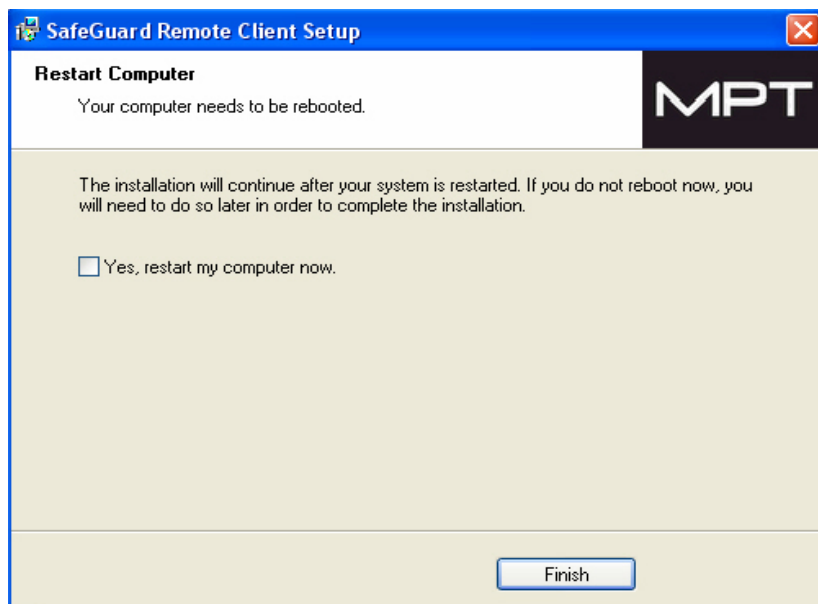 SafeGuard Remote Client Setup
Restart Computer
Your computer needs to be rebooted.
MPT
The installation will continue after your system is restarted. If you do not reboot now, you
will need to do so later in order to complete the installation.
Yes, restart my computer now.
Finish